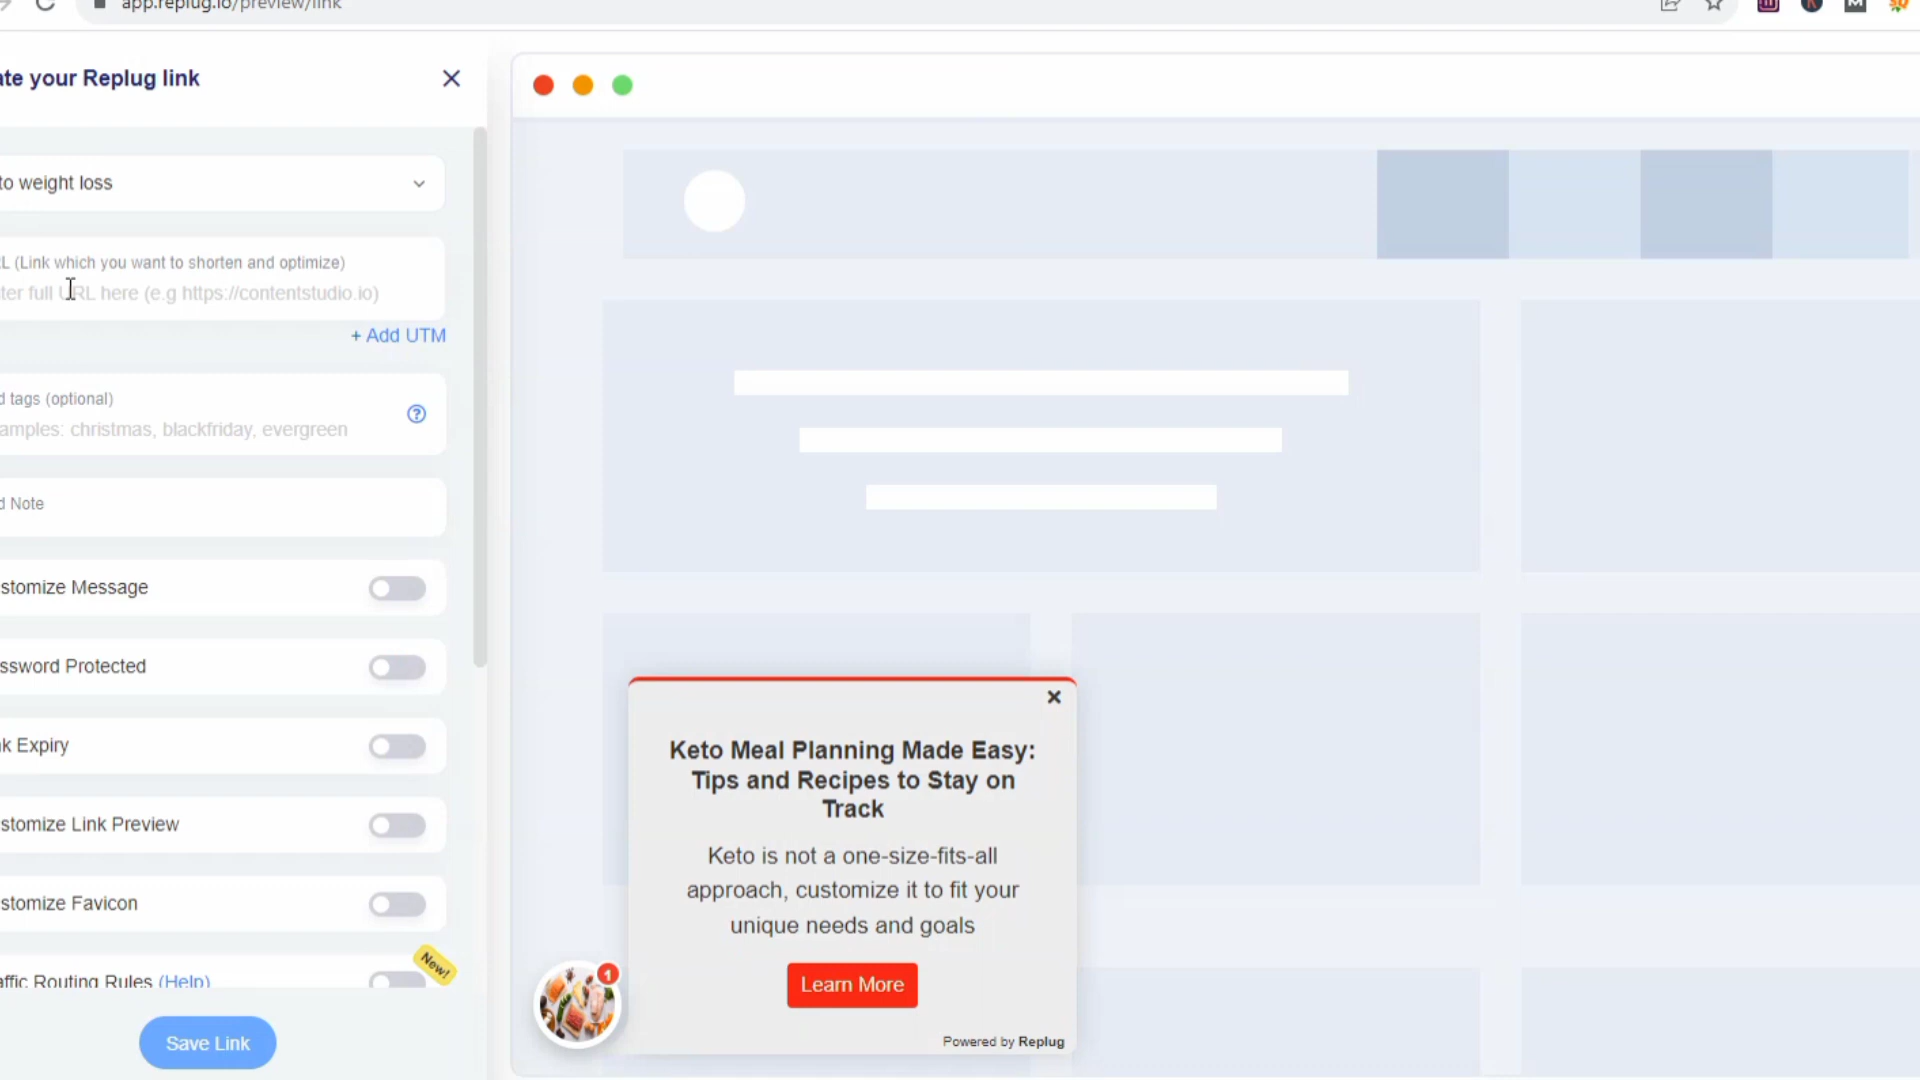 app.replug.io/preview/link
ate your Replug link
to weight loss
L (Link which you want to shorten and optimize)
ter full URL here (e.g https://contentstudio.io)
+ Add UTM
d tags (optional)
amples: christmas, blackfriday, evergreen
d Note
stomize Message
ssword Protected
k Expiry
stomize Link Preview
stomize Favicon
New!
affic Routing Rules (Help)
Save Link
Keto Meal Planning Made Easy:
Tips and Recipes to Stay on
Track
Keto is not a one-size-fits-all
approach, customize it to fit your
unique needs and goals
1
Learn More
Powered by Replug